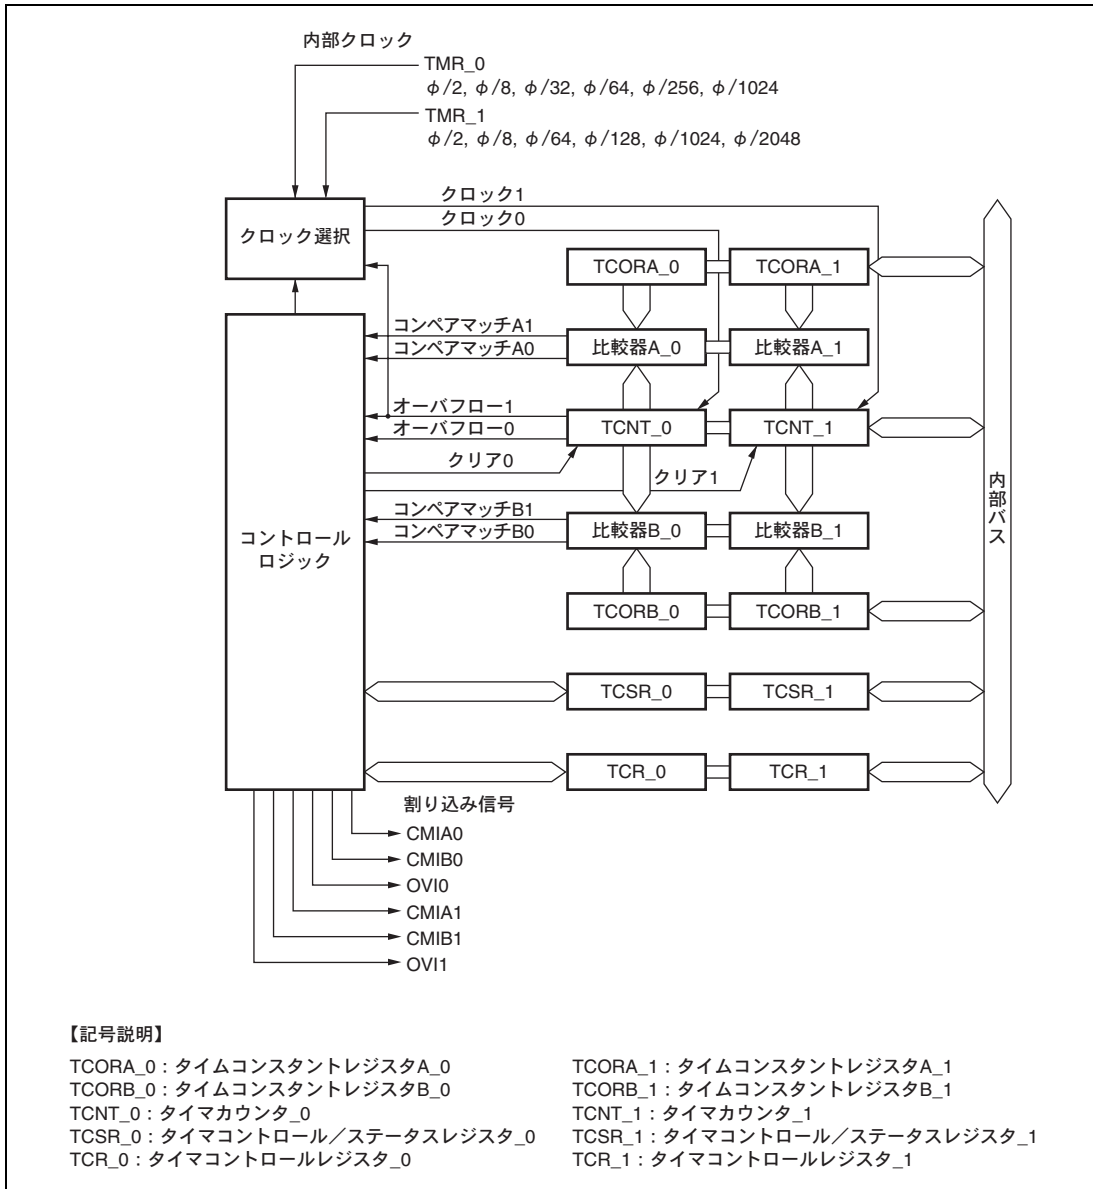 内部クロック
TMR_0
φ/2, φ/8, φ/32, φ/64, φ/256, φ/1024
TMR_1
φ/2, φ/8, φ/64, φ/128, φ/1024, φ/2048
クロック1
クロック0
クロック選択
TCORA_0
TCORA_1
コンペアマッチA1
コンペアマッチA0
比較器A_0
比較器A_1
オーバフロー1
オーバフロー0
TCNT_0
TCNT_1
クリア0
クリア1
内部バス
コンペアマッチB1
コンペアマッチB0
比較器B_0
比較器B_1
コントロール
ロジック
TCORB_0
TCORB_1
TCSR_0
TCSR_1
TCR_0
TCR_1
割り込み信号
CMIA0
CMIB0
OVI0
CMIA1
CMIB1
OVI1
【記号説明】
TCORA_0：タイムコンスタントレジスタA_0
TCORA_1：タイムコンスタントレジスタA_1
TCORB_0：タイムコンスタントレジスタB_0
TCORB_1：タイムコンスタントレジスタB_1
TCNT_0：タイマカウンタ_0
TCNT_1：タイマカウンタ_1
TCSR_0：タイマコントロール／ステータスレジスタ_0
TCSR_1：タイマコントロール／ステータスレジスタ_1
TCR_0：タイマコントロールレジスタ_0
TCR_1：タイマコントロールレジスタ_1